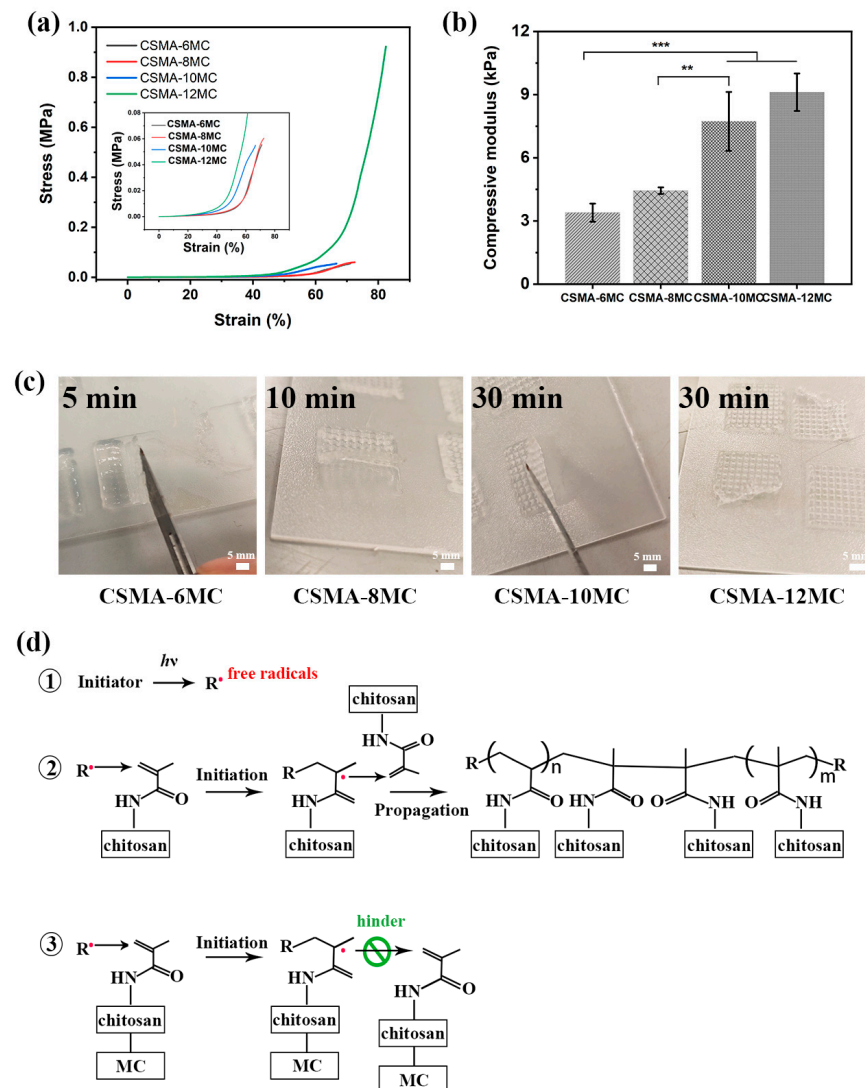 (a)
CSMA-6MC
CSMA-8MC
CSMA-10MC
CSMA-12MC
1.0
0.8
0.6
0.4
0.2
0.0
Stress (MPa)
0 20 40 60 80
Strain (%)
CSMA-6MC
CSMA-8MC
CSMA-10MC
CSMA-12MC
0.08
0.06
0.04
0.02
0.00
Stress (MPa)
0 20 40 60 80
Strain (%)
(b)
Compressive modulus (kPa)
12
9
6
3
0
***
**
CSMA-6MC CSMA-8MC CSMA-10MC CSMA-12MC
(c)
5 min 10 min 30 min 30 min
5 mm 5 mm 5 mm 5 mm
CSMA-6MC CSMA-8MC CSMA-10MC CSMA-12MC
(d)
① Initiator hν R• free radicals
② R• HN O chitosan Initiation R HN chitosan chitosan HN O Propagation R n m R
HN O HN O O NH O NH
chitosan chitosan chitosan chitosan
③ R• Initiation R hinder
HN O HN HN O
chitosan chitosan chitosan
MC MC MC